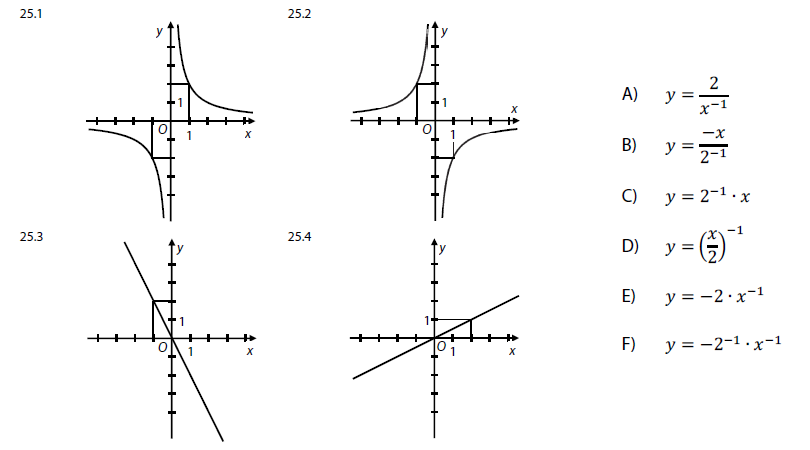 25.1
y
1
O
1
x
25.2
y
1
x
O
1
25.3
y
1
O
1
x
25.4
y
1
O
1
x
A) y = 2/x⁻¹
B) y = −x/2⁻¹
C) y = 2⁻¹ · x
D) y = (x/2)⁻¹
E) y = −2 · x⁻¹
F) y = −2⁻¹ · x⁻¹